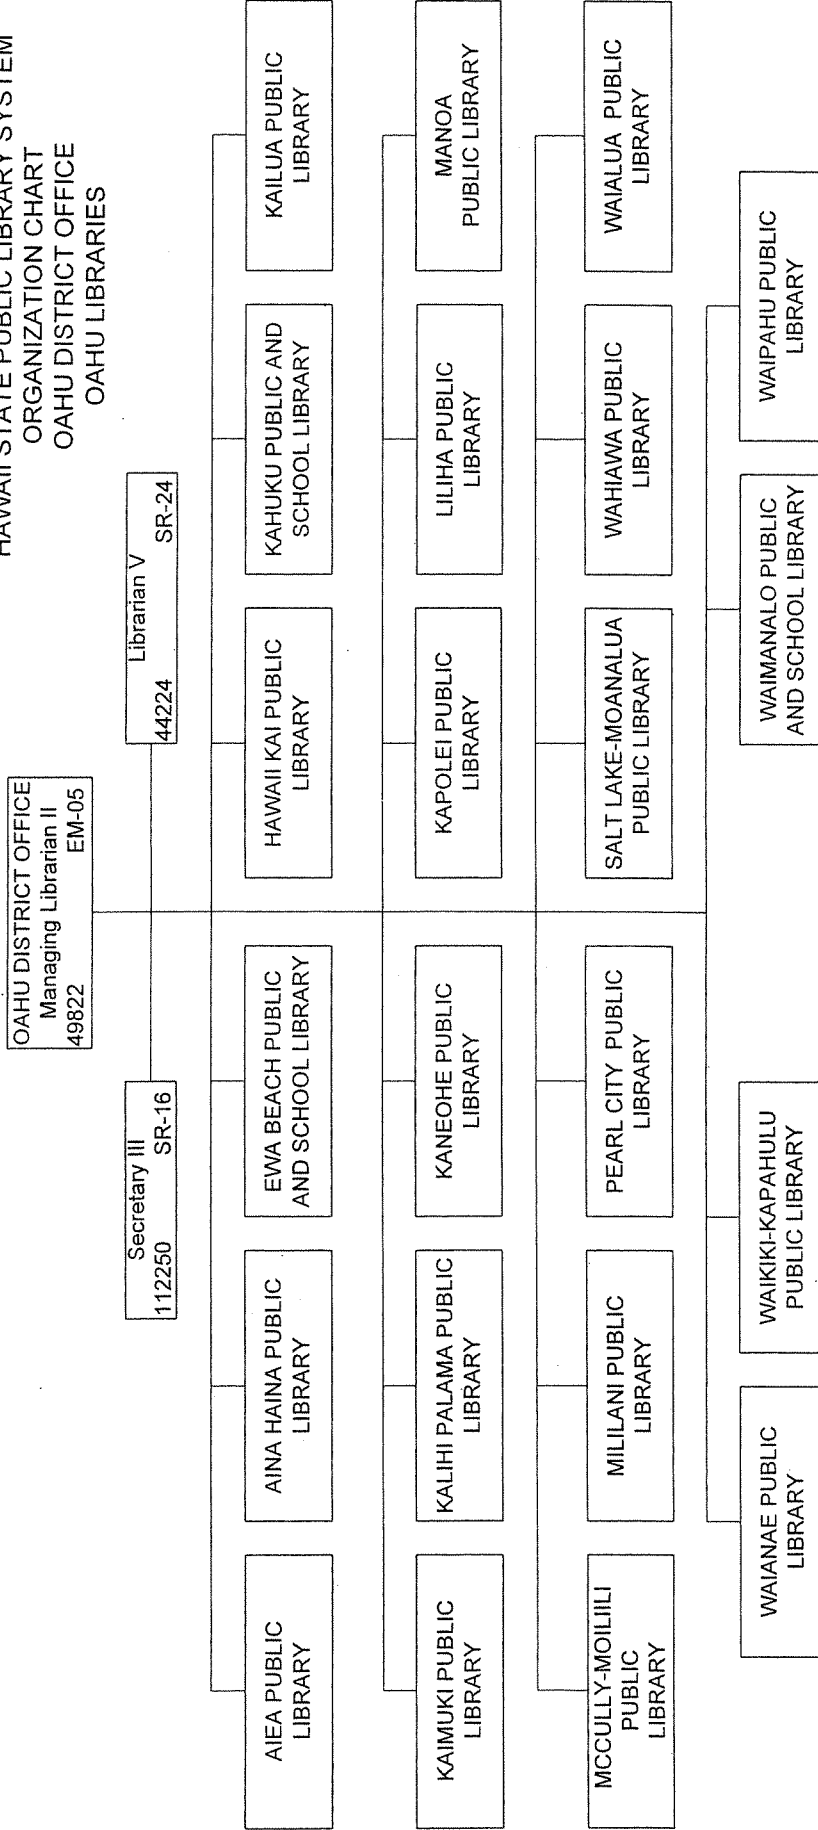 HAWAII STATE PUBLIC LIBRARY SYSTEM
ORGANIZATION CHART
OAHU DISTRICT OFFICE
OAHU LIBRARIES
OAHU DISTRICT OFFICE
Managing Librarian II
49822 EM-05
Secretary III
112250 SR-16
Librarian V
44224 SR-24
AIEA PUBLIC
LIBRARY
AINA HAINA PUBLIC
LIBRARY
EWA BEACH PUBLIC
AND SCHOOL LIBRARY
HAWAII KAI PUBLIC
LIBRARY
KAHUKU PUBLIC AND
SCHOOL LIBRARY
KAILUA PUBLIC
LIBRARY
KAIMUKI PUBLIC
LIBRARY
KALIHI PALAMA PUBLIC
LIBRARY
KANEOHE PUBLIC
LIBRARY
KAPOLEI PUBLIC
LIBRARY
LILIHA PUBLIC
LIBRARY
MANOA
PUBLIC LIBRARY
MCCULLY-MOILIILI
PUBLIC
LIBRARY
MILILANI PUBLIC
LIBRARY
PEARL CITY PUBLIC
LIBRARY
SALT LAKE-MOANALUA
PUBLIC LIBRARY
WAHIAWA PUBLIC
LIBRARY
WAIALUA PUBLIC
LIBRARY
WAIANAE PUBLIC
LIBRARY
WAIKIKI-KAPAHULU
PUBLIC LIBRARY
WAIMANALO PUBLIC
AND SCHOOL LIBRARY
WAIPAHU PUBLIC
LIBRARY